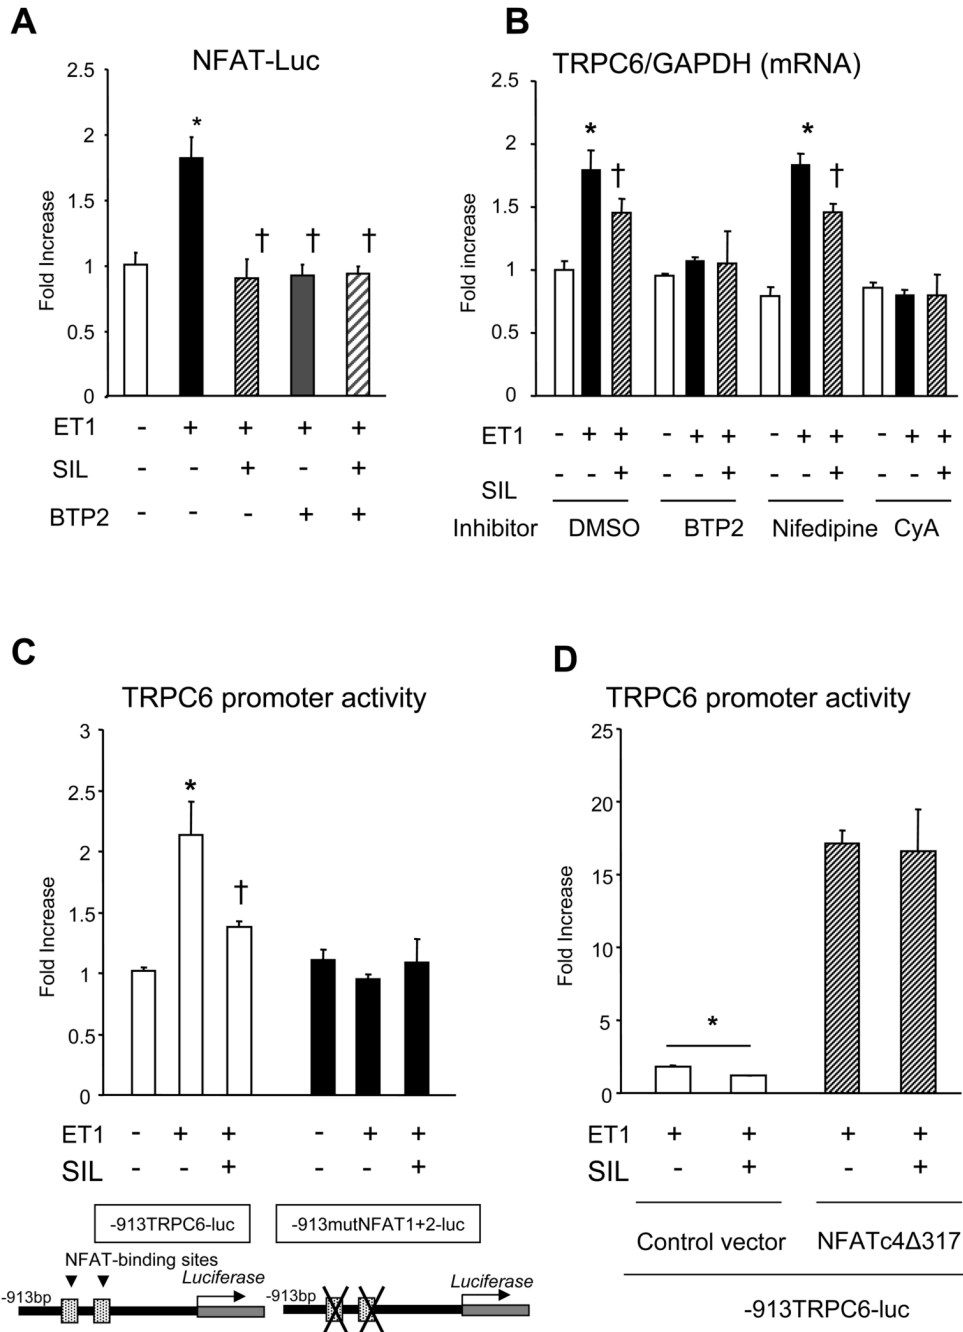 A
NFAT-Luc
2.5
2
1.5
1
0.5
0
Fold Increase
*
†
†
†
ET1 - + + + +
SIL - - + - +
BTP2 - - - + +
B
TRPC6/GAPDH (mRNA)
2.5
2
1.5
1
0.5
0
Fold increase
*
†
*
†
ET1 - + + - + + - + + - + +
SIL - - + - - + - - + - - +
Inhibitor DMSO BTP2 Nifedipine CyA
C
TRPC6 promoter activity
3
2.5
2
1.5
1
0.5
0
Fold Increase
*
†
ET1 - + + - + +
SIL - - + - - +
-913TRPC6-luc
-913mutNFAT1+2-luc
NFAT-binding sites
-913bp
Luciferase
-913bp
Luciferase
D
TRPC6 promoter activity
25
20
15
10
5
0
Fold Increase
*
ET1 + + + +
SIL - + - +
Control vector NFATc4Δ317
-913TRPC6-luc